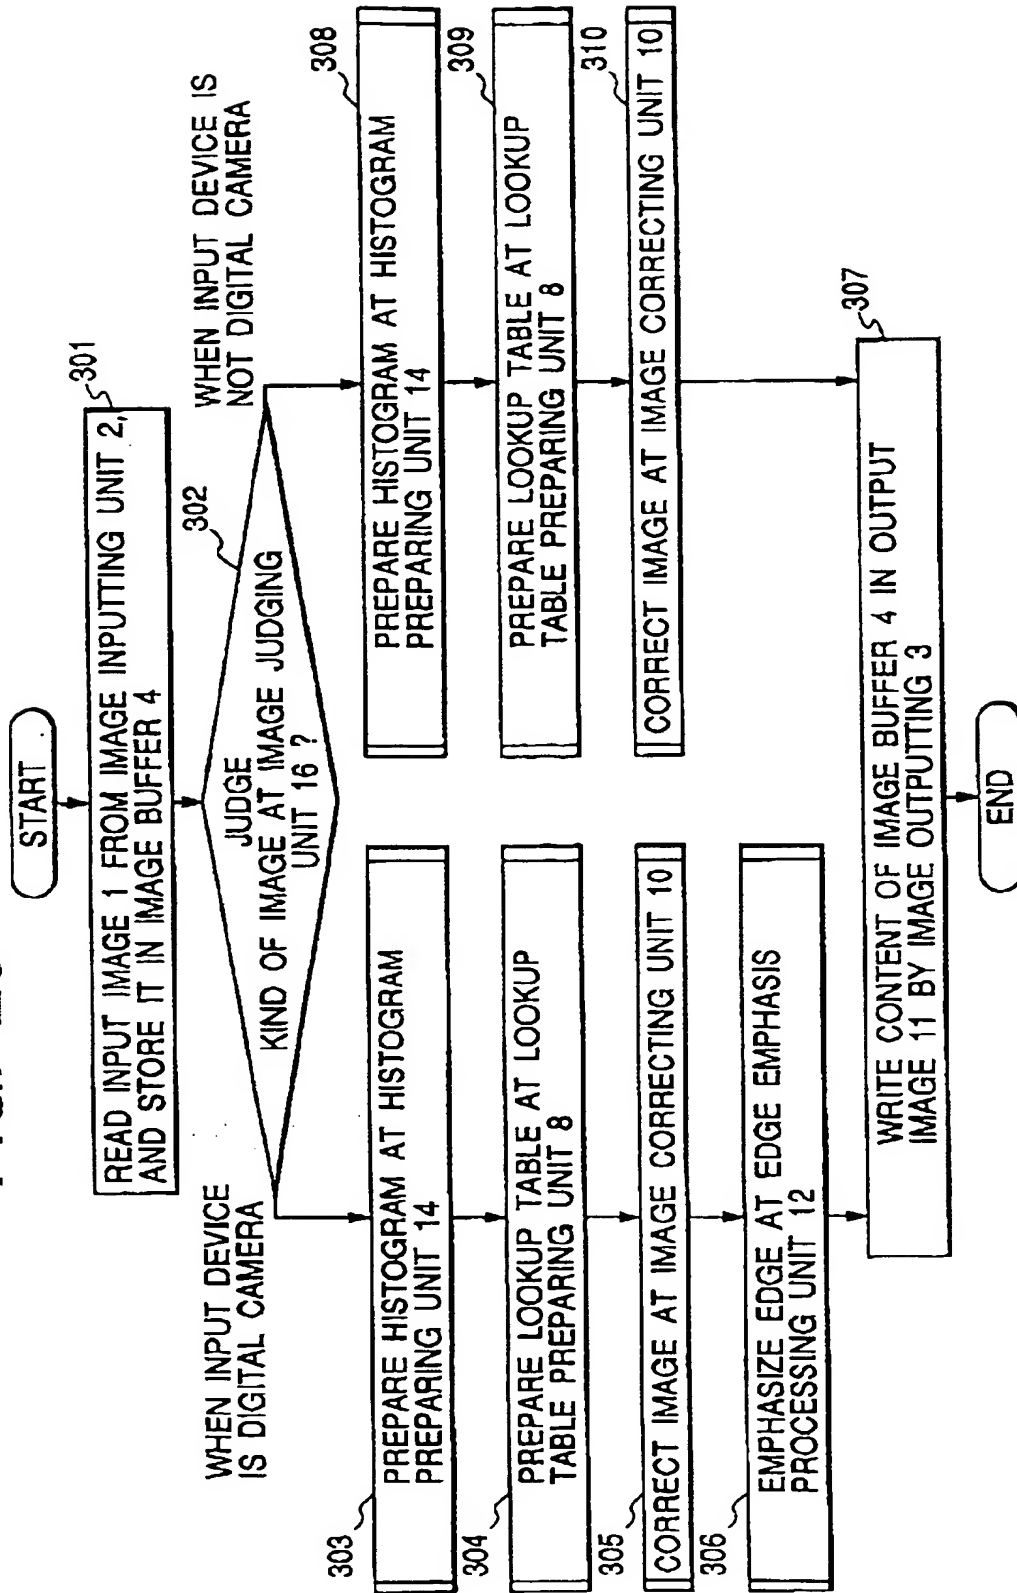 START
READ INPUT IMAGE 1 FROM IMAGE INPUTTING UNIT 2,
AND STORE IT IN IMAGE BUFFER 4
301
302
JUDGE
KIND OF IMAGE AT IMAGE JUDGING
UNIT 16 ?
WHEN INPUT DEVICE
IS DIGITAL CAMERA
303
PREPARE HISTOGRAM AT HISTOGRAM
PREPARING UNIT 14
304
PREPARE LOOKUP TABLE AT LOOKUP
TABLE PREPARING UNIT 8
305
CORRECT IMAGE AT IMAGE CORRECTING UNIT 10
306
EMPHASIZE EDGE AT EDGE EMPHASIS
PROCESSING UNIT 12
WHEN INPUT DEVICE IS
NOT DIGITAL CAMERA
308
PREPARE HISTOGRAM AT HISTOGRAM
PREPARING UNIT 14
309
PREPARE LOOKUP TABLE AT LOOKUP
TABLE PREPARING UNIT 8
310
CORRECT IMAGE AT IMAGE CORRECTING UNIT 10
307
WRITE CONTENT OF IMAGE BUFFER 4 IN OUTPUT
IMAGE 11 BY IMAGE OUTPUTTING 3
END